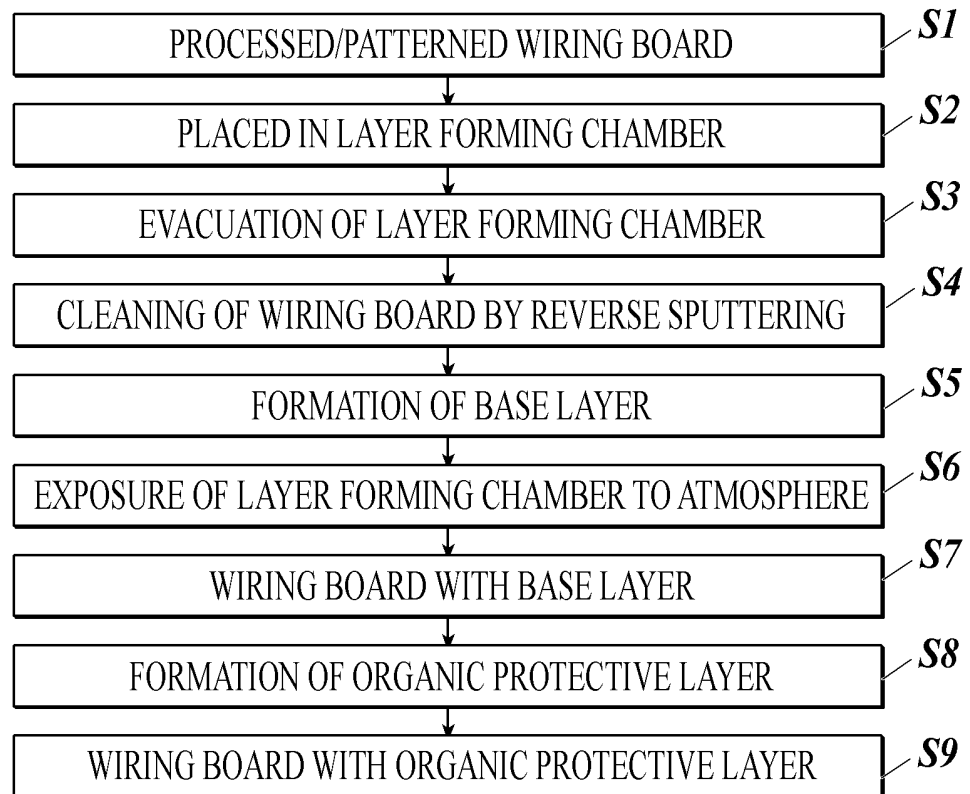 PROCESSED/PATTERNED WIRING BOARD
S1
PLACED IN LAYER FORMING CHAMBER
S2
EVACUATION OF LAYER FORMING CHAMBER
S3
CLEANING OF WIRING BOARD BY REVERSE SPUTTERING
S4
FORMATION OF BASE LAYER
S5
EXPOSURE OF LAYER FORMING CHAMBER TO ATMOSPHERE
S6
WIRING BOARD WITH BASE LAYER
S7
FORMATION OF ORGANIC PROTECTIVE LAYER
S8
WIRING BOARD WITH ORGANIC PROTECTIVE LAYER
S9